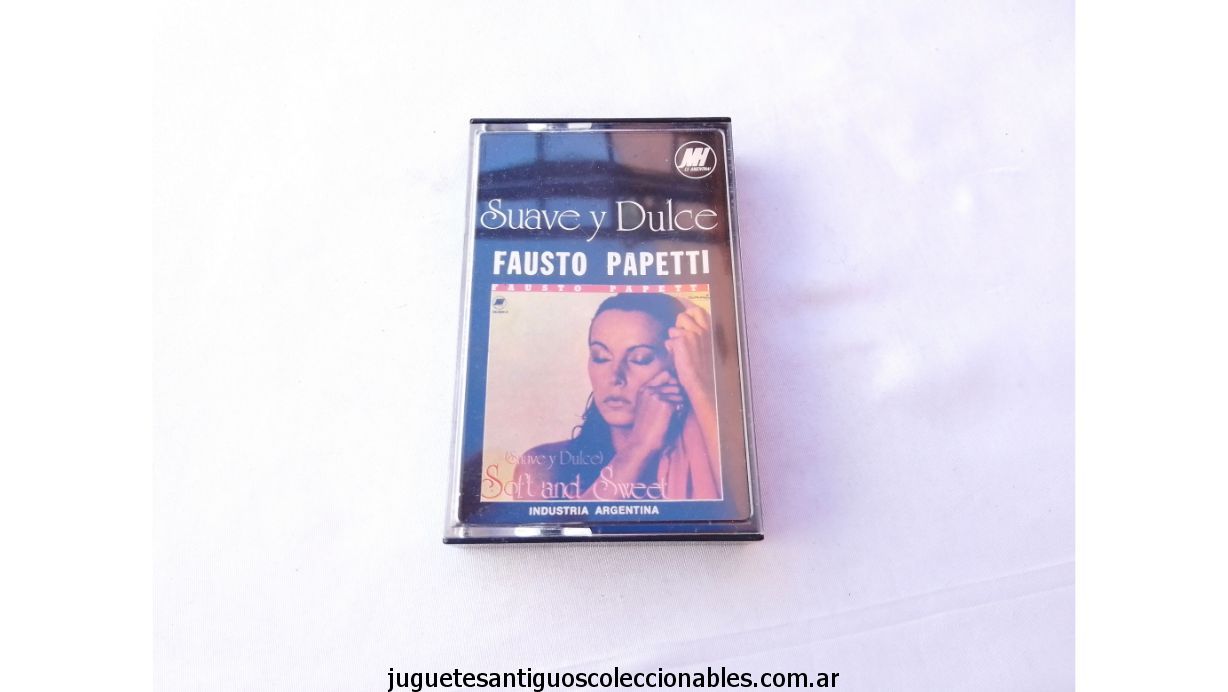 MH
Suave y Dulce
FAUSTO PAPETTI
FAUSTO PAPETTI
(Suave y Dulce)
Soft and Sweet
INDUSTRIA ARGENTINA
juguetesantiguoscoleccionables.com.ar